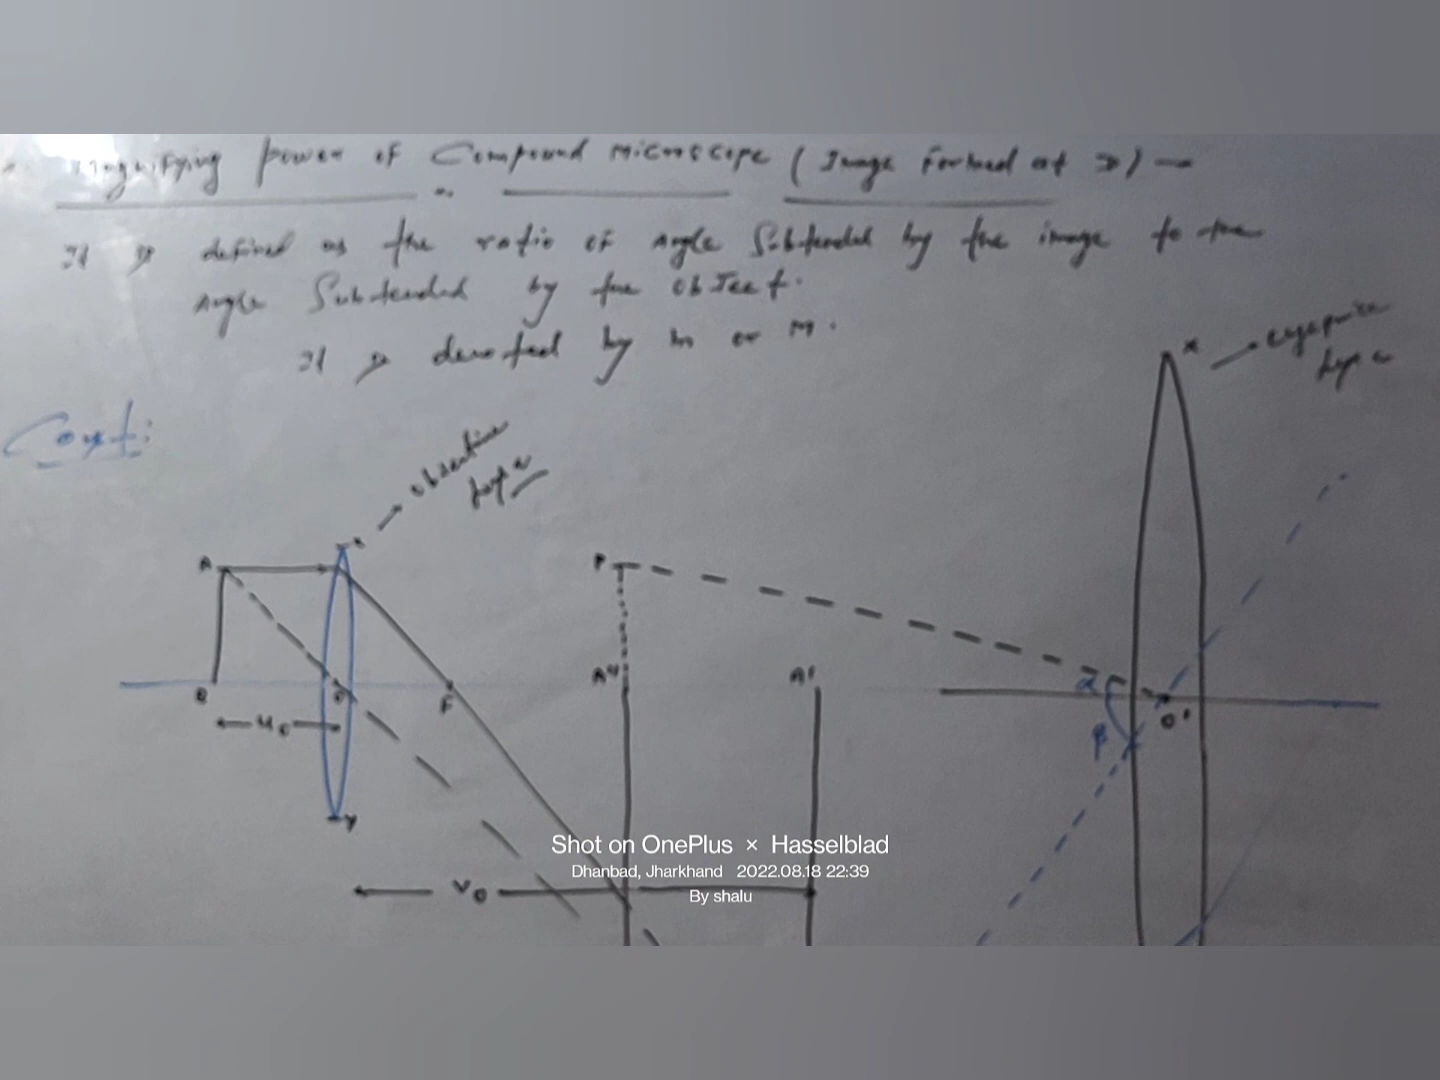 Magnifying power of Compound Microscope (Image Formed at D) —
It is defined as the ratio of Angle Subtended by the image to the
Angle Subtended by the obJect.
It is denoted by m or M.
eyepiece
Const:
objective
x
x
A
P
A"
A'
B
O
F
α
O'
u₀
β
y
Shot on OnePlus × Hasselblad
v₀
Dhanbad, Jharkhand 2022.08.18 22:39
By shalu